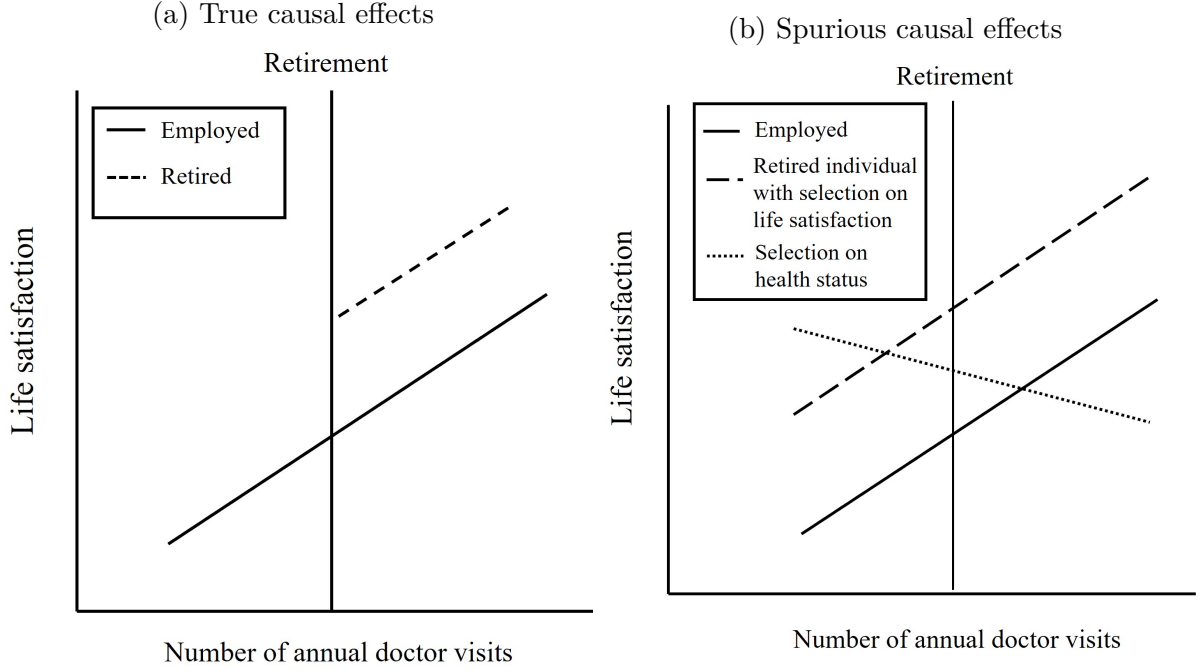 (a) True causal effects
Retirement
Employed
Retired
Life satisfaction
Number of annual doctor visits
(b) Spurious causal effects
Retirement
Employed
Retired individual
with selection on
life satisfaction
Selection on
health status
Life satisfaction
Number of annual doctor visits